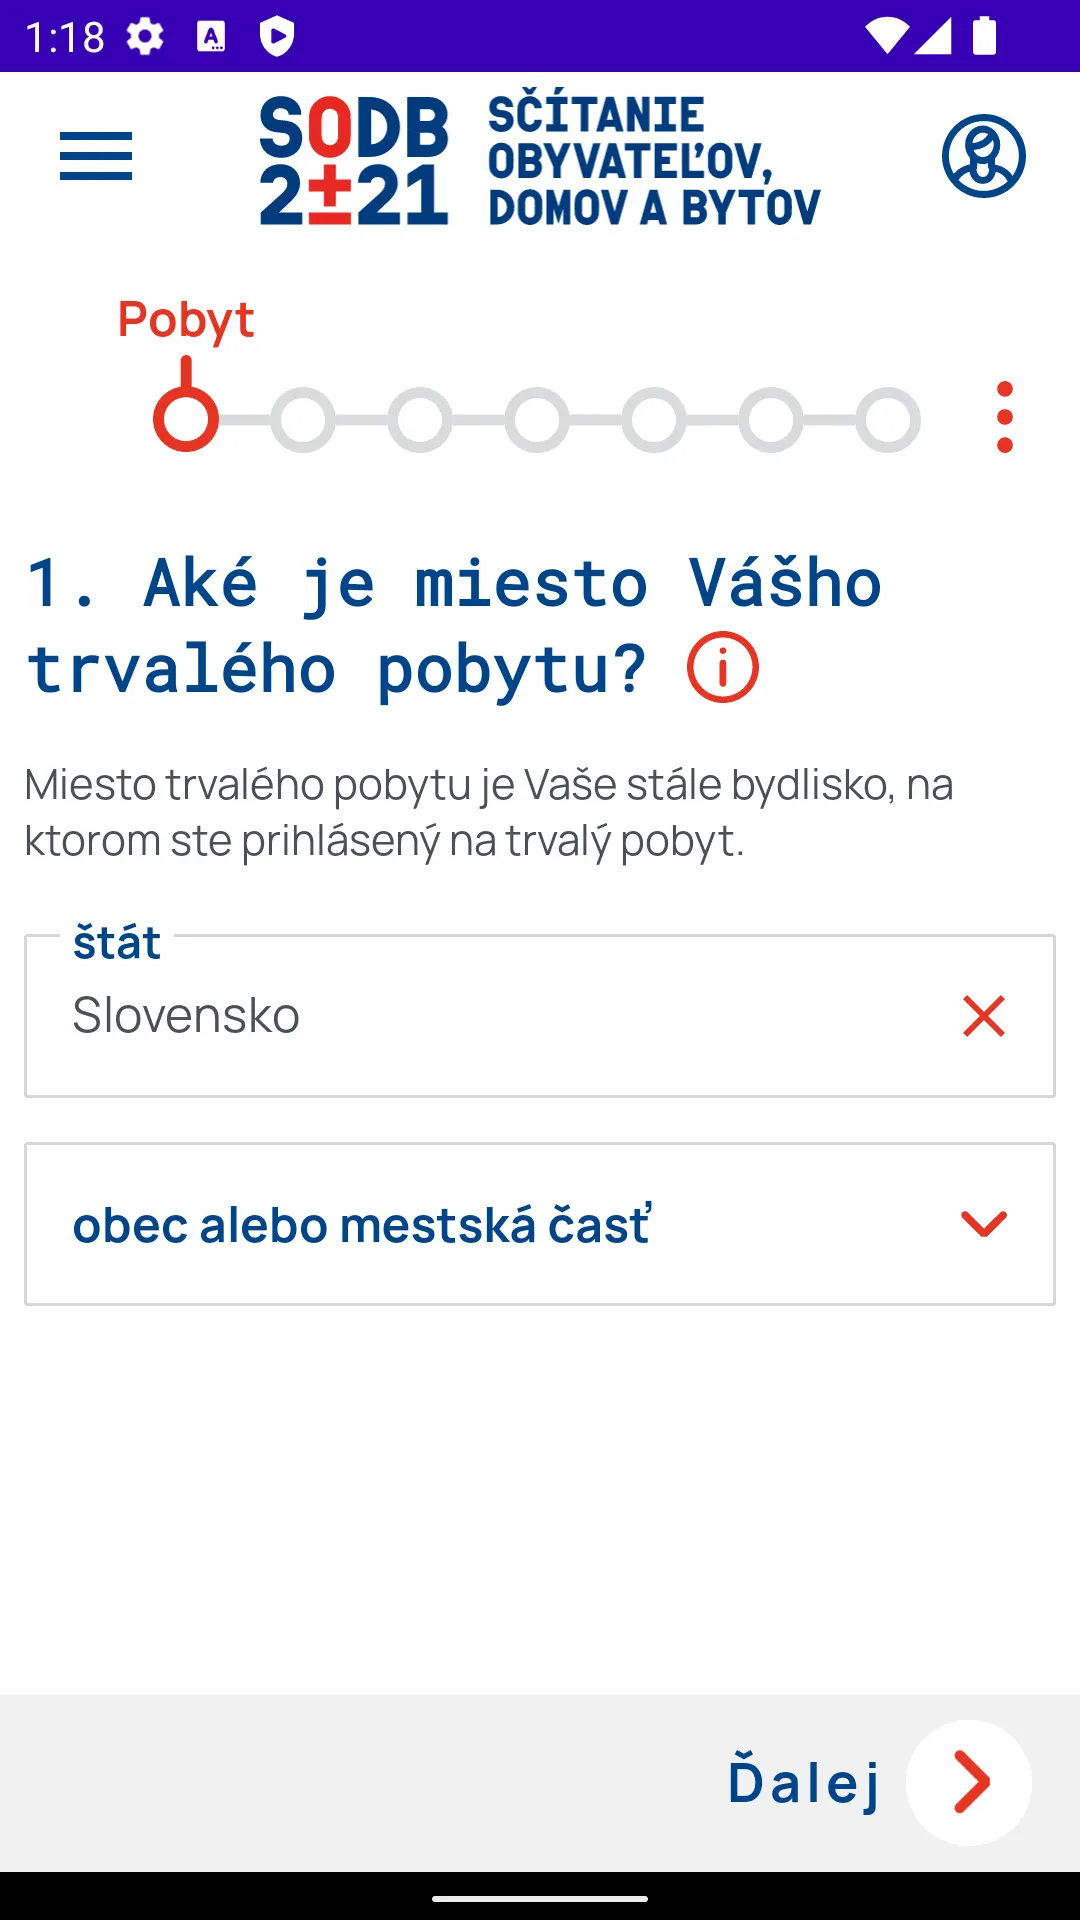 1:18
SODB
2±21
SČÍTANIE
OBYVATEĽOV,
DOMOV A BYTOV
Pobyt
1. Aké je miesto Vášho
trvalého pobytu?
Miesto trvalého pobytu je Vaše stále bydlisko, na
ktorom ste prihlásený na trvalý pobyt.
štát
Slovensko
obec alebo mestská časť
Ďalej